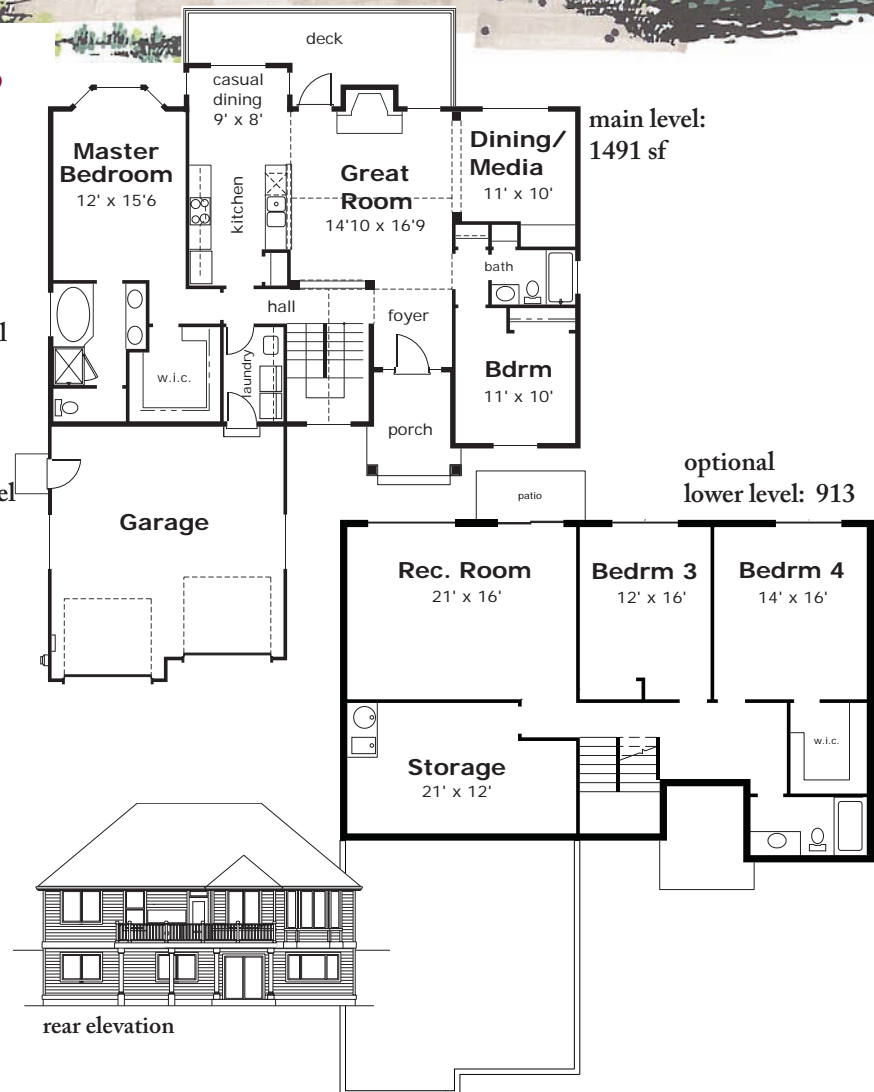 deck
casual
dining
9' x 8'
main level:
1491 sf
Master
Bedroom
12' x 15'6
kitchen
Great
Room
14'10 x 16'9
Dining/
Media
11' x 10'
bath
hall
foyer
laundry
w.i.c.
Bdrm
11' x 10'
porch
Garage
optional
lower level: 913
patio
Rec. Room
21' x 16'
Bedrm 3
12' x 16'
Bedrm 4
14' x 16'
w.i.c.
Storage
21' x 12'
rear elevation